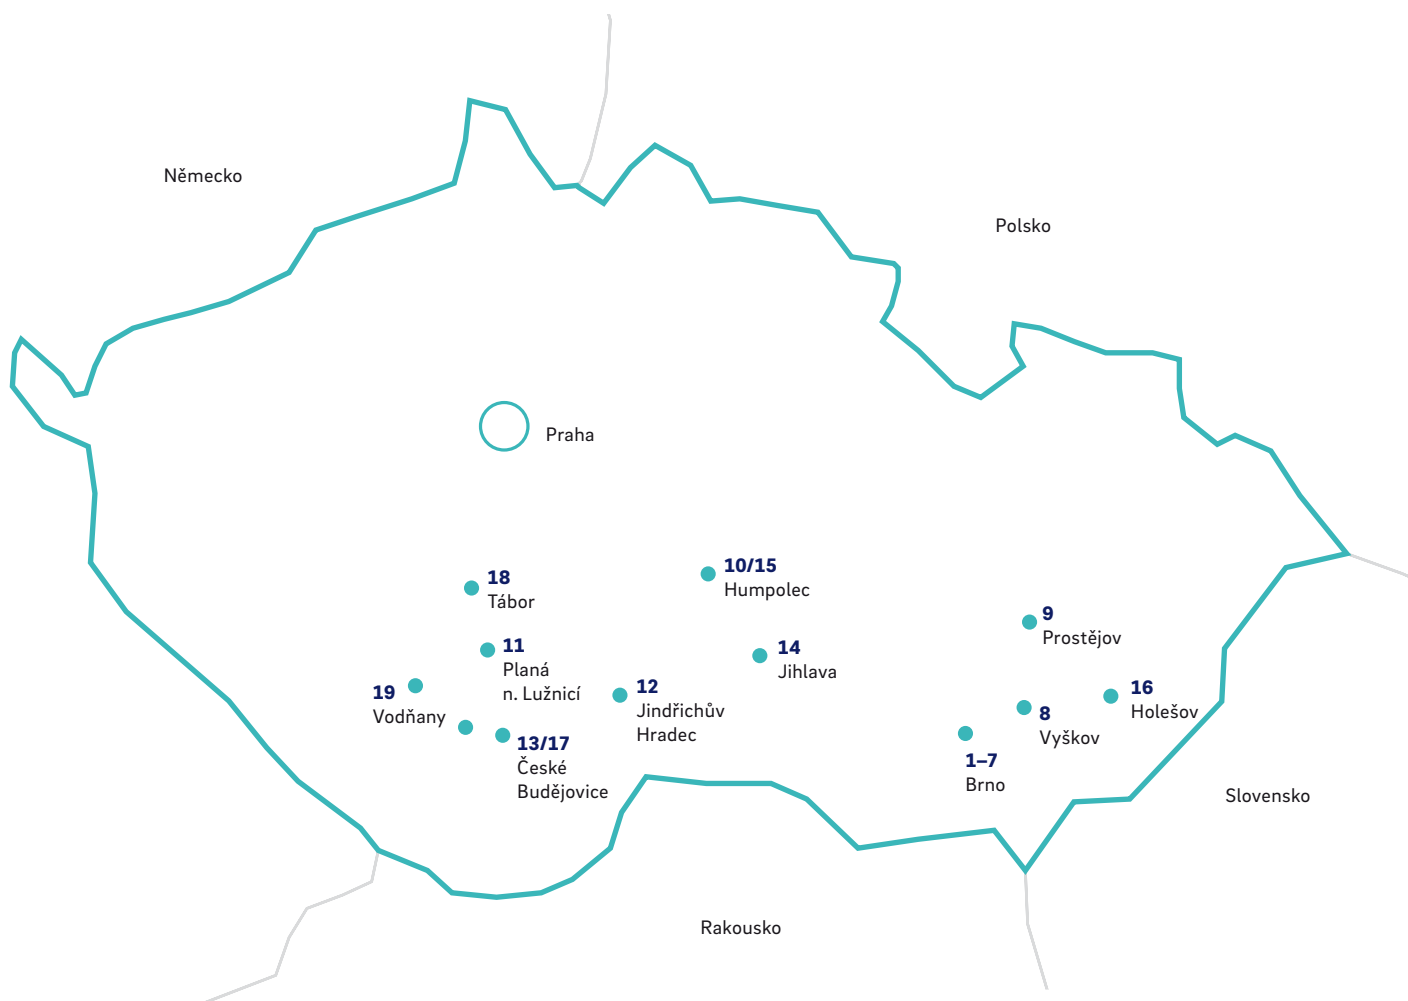 Německo
Polsko
Praha
10/15
Humpolec
18
Tábor
9
Prostějov
11
Planá
n. Lužnicí
14
Jihlava
19
Vodňany
12
Jindřichův
Hradec
16
Holešov
8
Vyškov
13/17
České
Budějovice
1–7
Brno
Slovensko
Rakousko